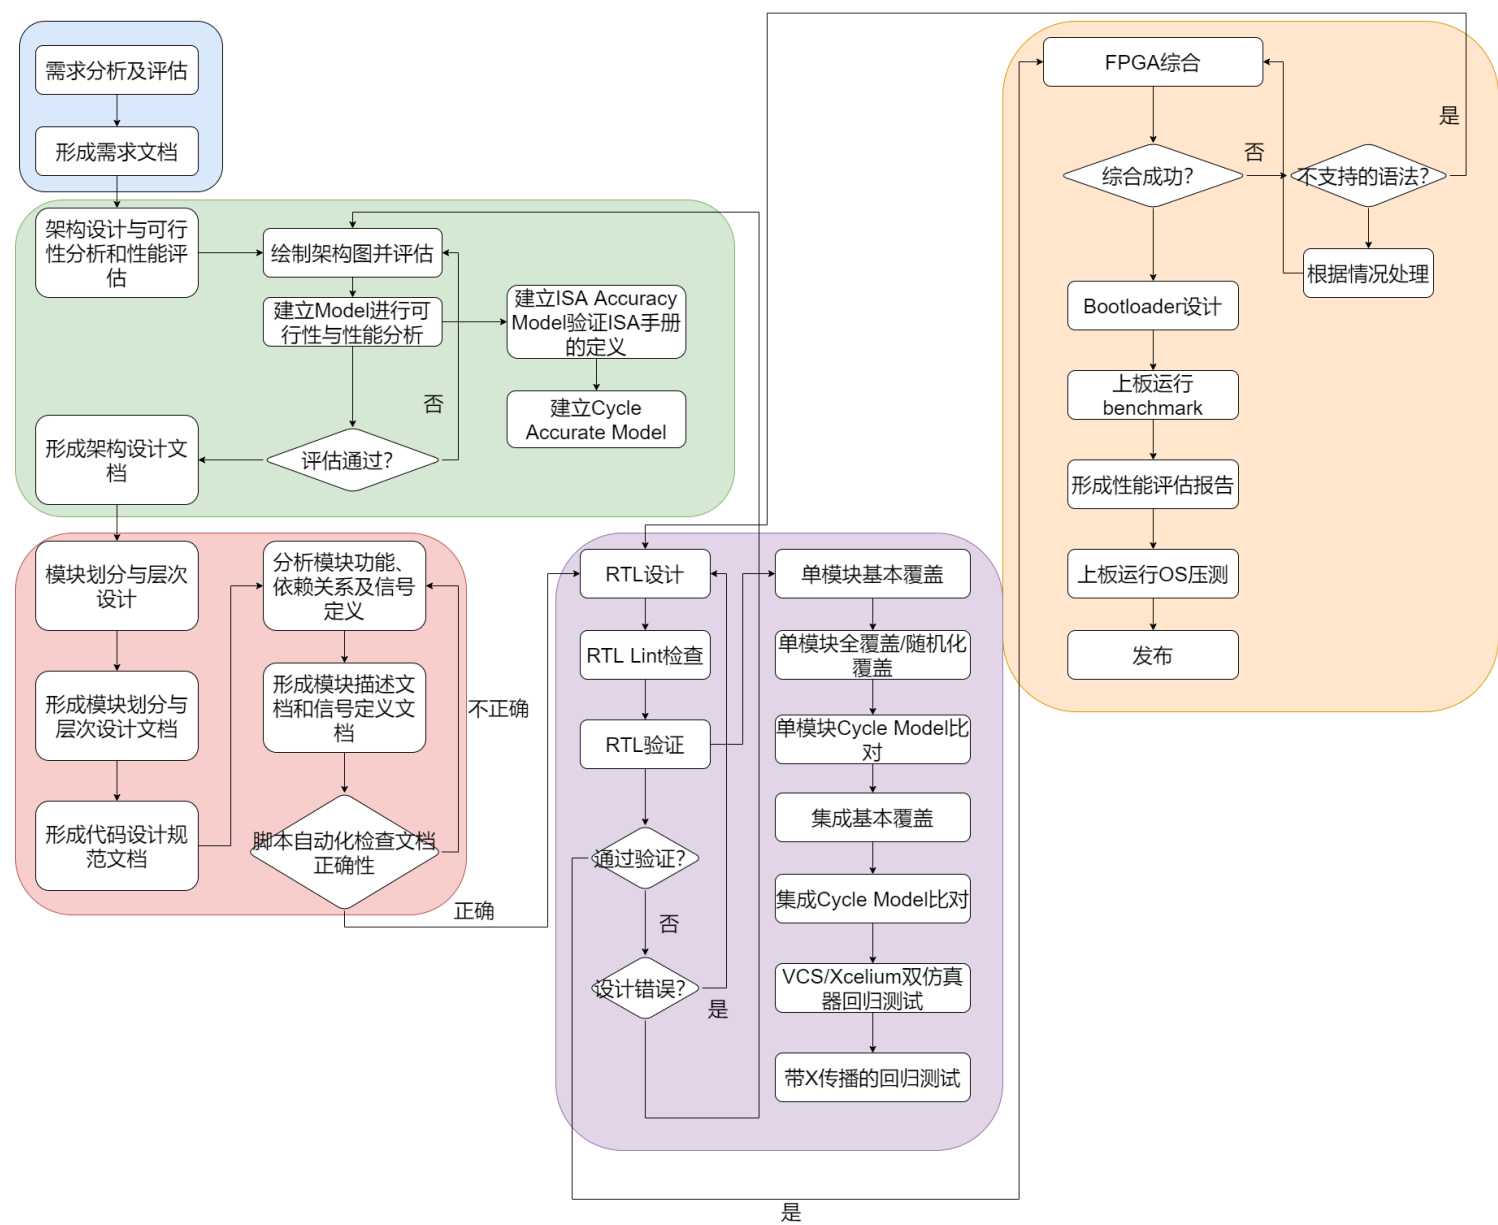 需求分析及评估
形成需求文档
架构设计与可行
性分析和性能评
估
绘制架构图并评估
建立Model进行可
行性与性能分析
建立ISA Accuracy
Model验证ISA手册
的定义
建立Cycle
Accurate Model
否
评估通过?
形成架构设计文
档
模块划分与层次
设计
形成模块划分与
层次设计文档
形成代码设计规
范文档
分析模块功能、
依赖关系及信号
定义
形成模块描述文
档和信号定义文
档
不正确
脚本自动化检查文档
正确性
正确
RTL设计
RTL Lint检查
RTL验证
通过验证?
否
设计错误?
是
单模块基本覆盖
单模块全覆盖/随机化
覆盖
单模块Cycle Model比
对
集成基本覆盖
集成Cycle Model比对
VCS/Xcelium双仿真
器回归测试
带X传播的回归测试
是
FPGA综合
综合成功?
否
不支持的语法?
是
根据情况处理
Bootloader设计
上板运行
benchmark
形成性能评估报告
上板运行OS压测
发布